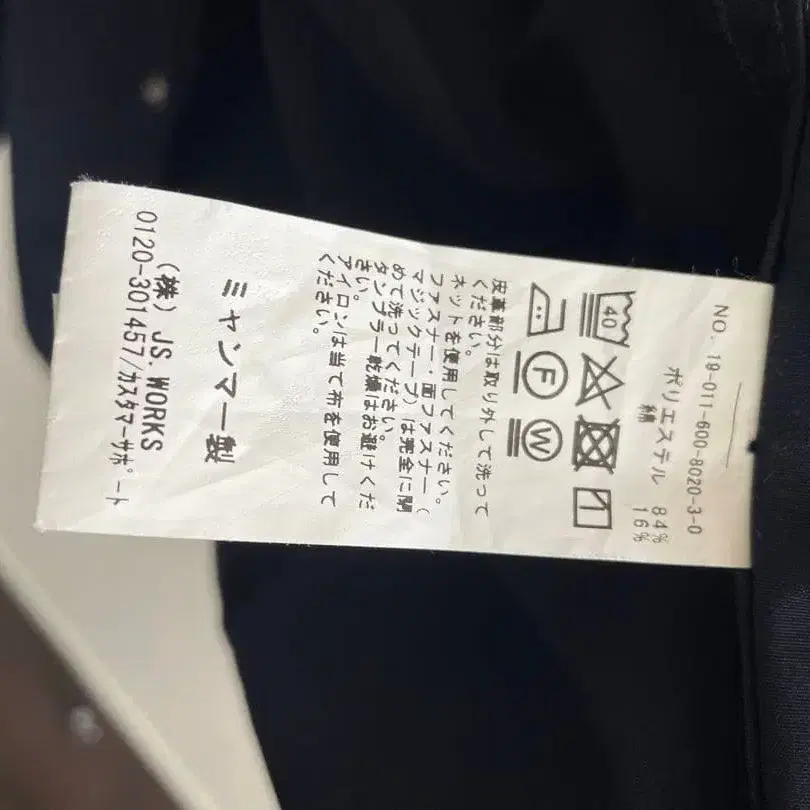 NO. 19-011-600-8020-3-0
ポリエステル 84%
綿 16%
40
F
W
皮革部分は取り外して洗って
ください。
ネットを使用してください。
ファスナー・面ファスナー(
マジックテープ)は完全に閉
めて洗ってください。
タンブラー乾燥はお避けくだ
さい。
アイロンは当て布を使用して
ください。
ミャンマー製
(株) JS. WORKS
0120-301457/カスタマーサポート